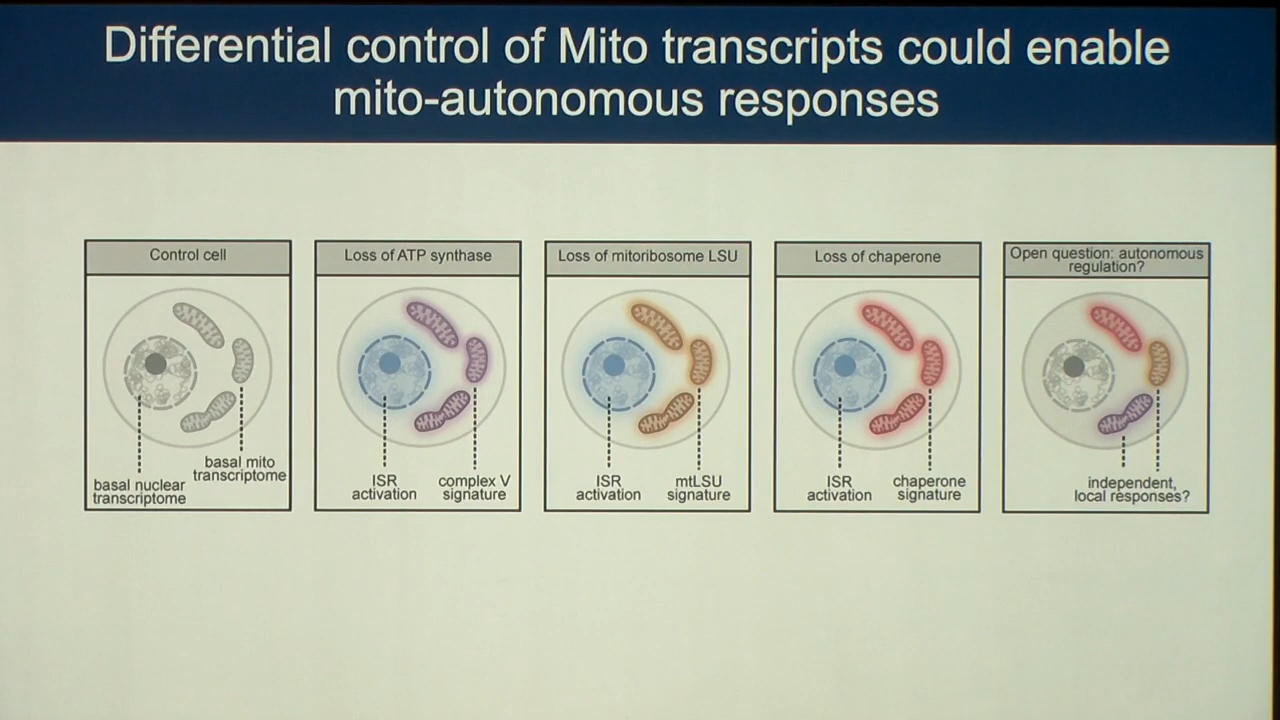 Differential control of Mito transcripts could enable
mito-autonomous responses
Control cell
basal nuclear
transcriptome
basal mito
transcriptome
Loss of ATP synthase
ISR
activation
complex V
signature
Loss of mitoribosome LSU
ISR
activation
mtLSU
signature
Loss of chaperone
ISR
activation
chaperone
signature
Open question: autonomous
regulation?
independent,
local responses?